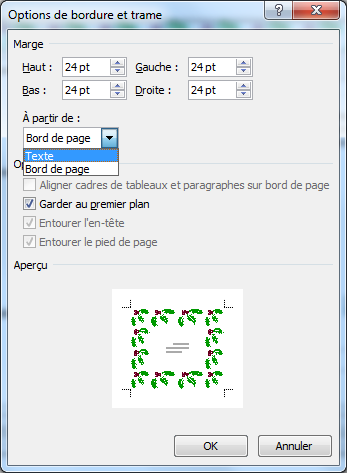 Options de bordure et trame
Marge
Haut : 24 pt Gauche : 24 pt
Bas : 24 pt Droite : 24 pt
À partir de :
Bord de page
Texte
Bord de page
O
Aligner cadres de tableaux et paragraphes sur bord de page
Garder au premier plan
Entourer l'en-tête
Entourer le pied de page
Aperçu
OK Annuler